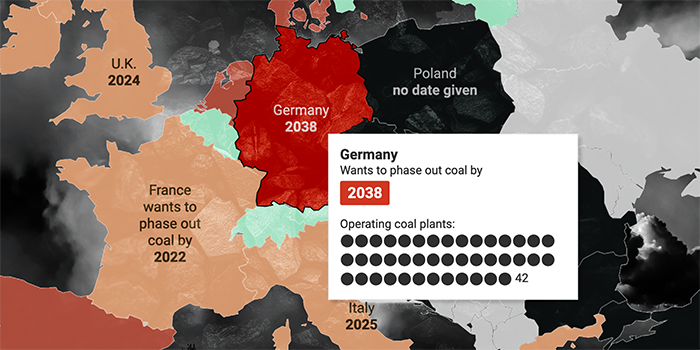 U.K.
2024
Germany
2038
Poland
no date given
France
wants to
phase out
coal by
2022
Germany
Wants to phase out coal by
2038
Operating coal plants:
42
Italy
2025